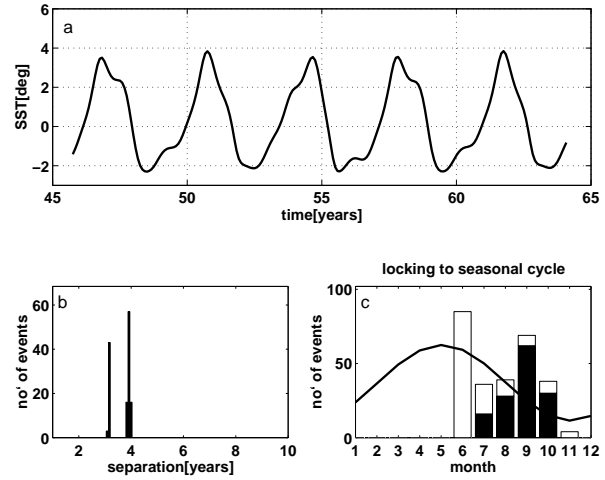 a
6
4
2
0
−2
SST[deg]
45 50 55 60 65
time[years]
locking to seasonal cycle
b
60
40
20
0
no' of events
2 4 6 8 10
separation[years]
c
100
50
0
no' of events
1 2 3 4 5 6 7 8 9 10 11 12
month